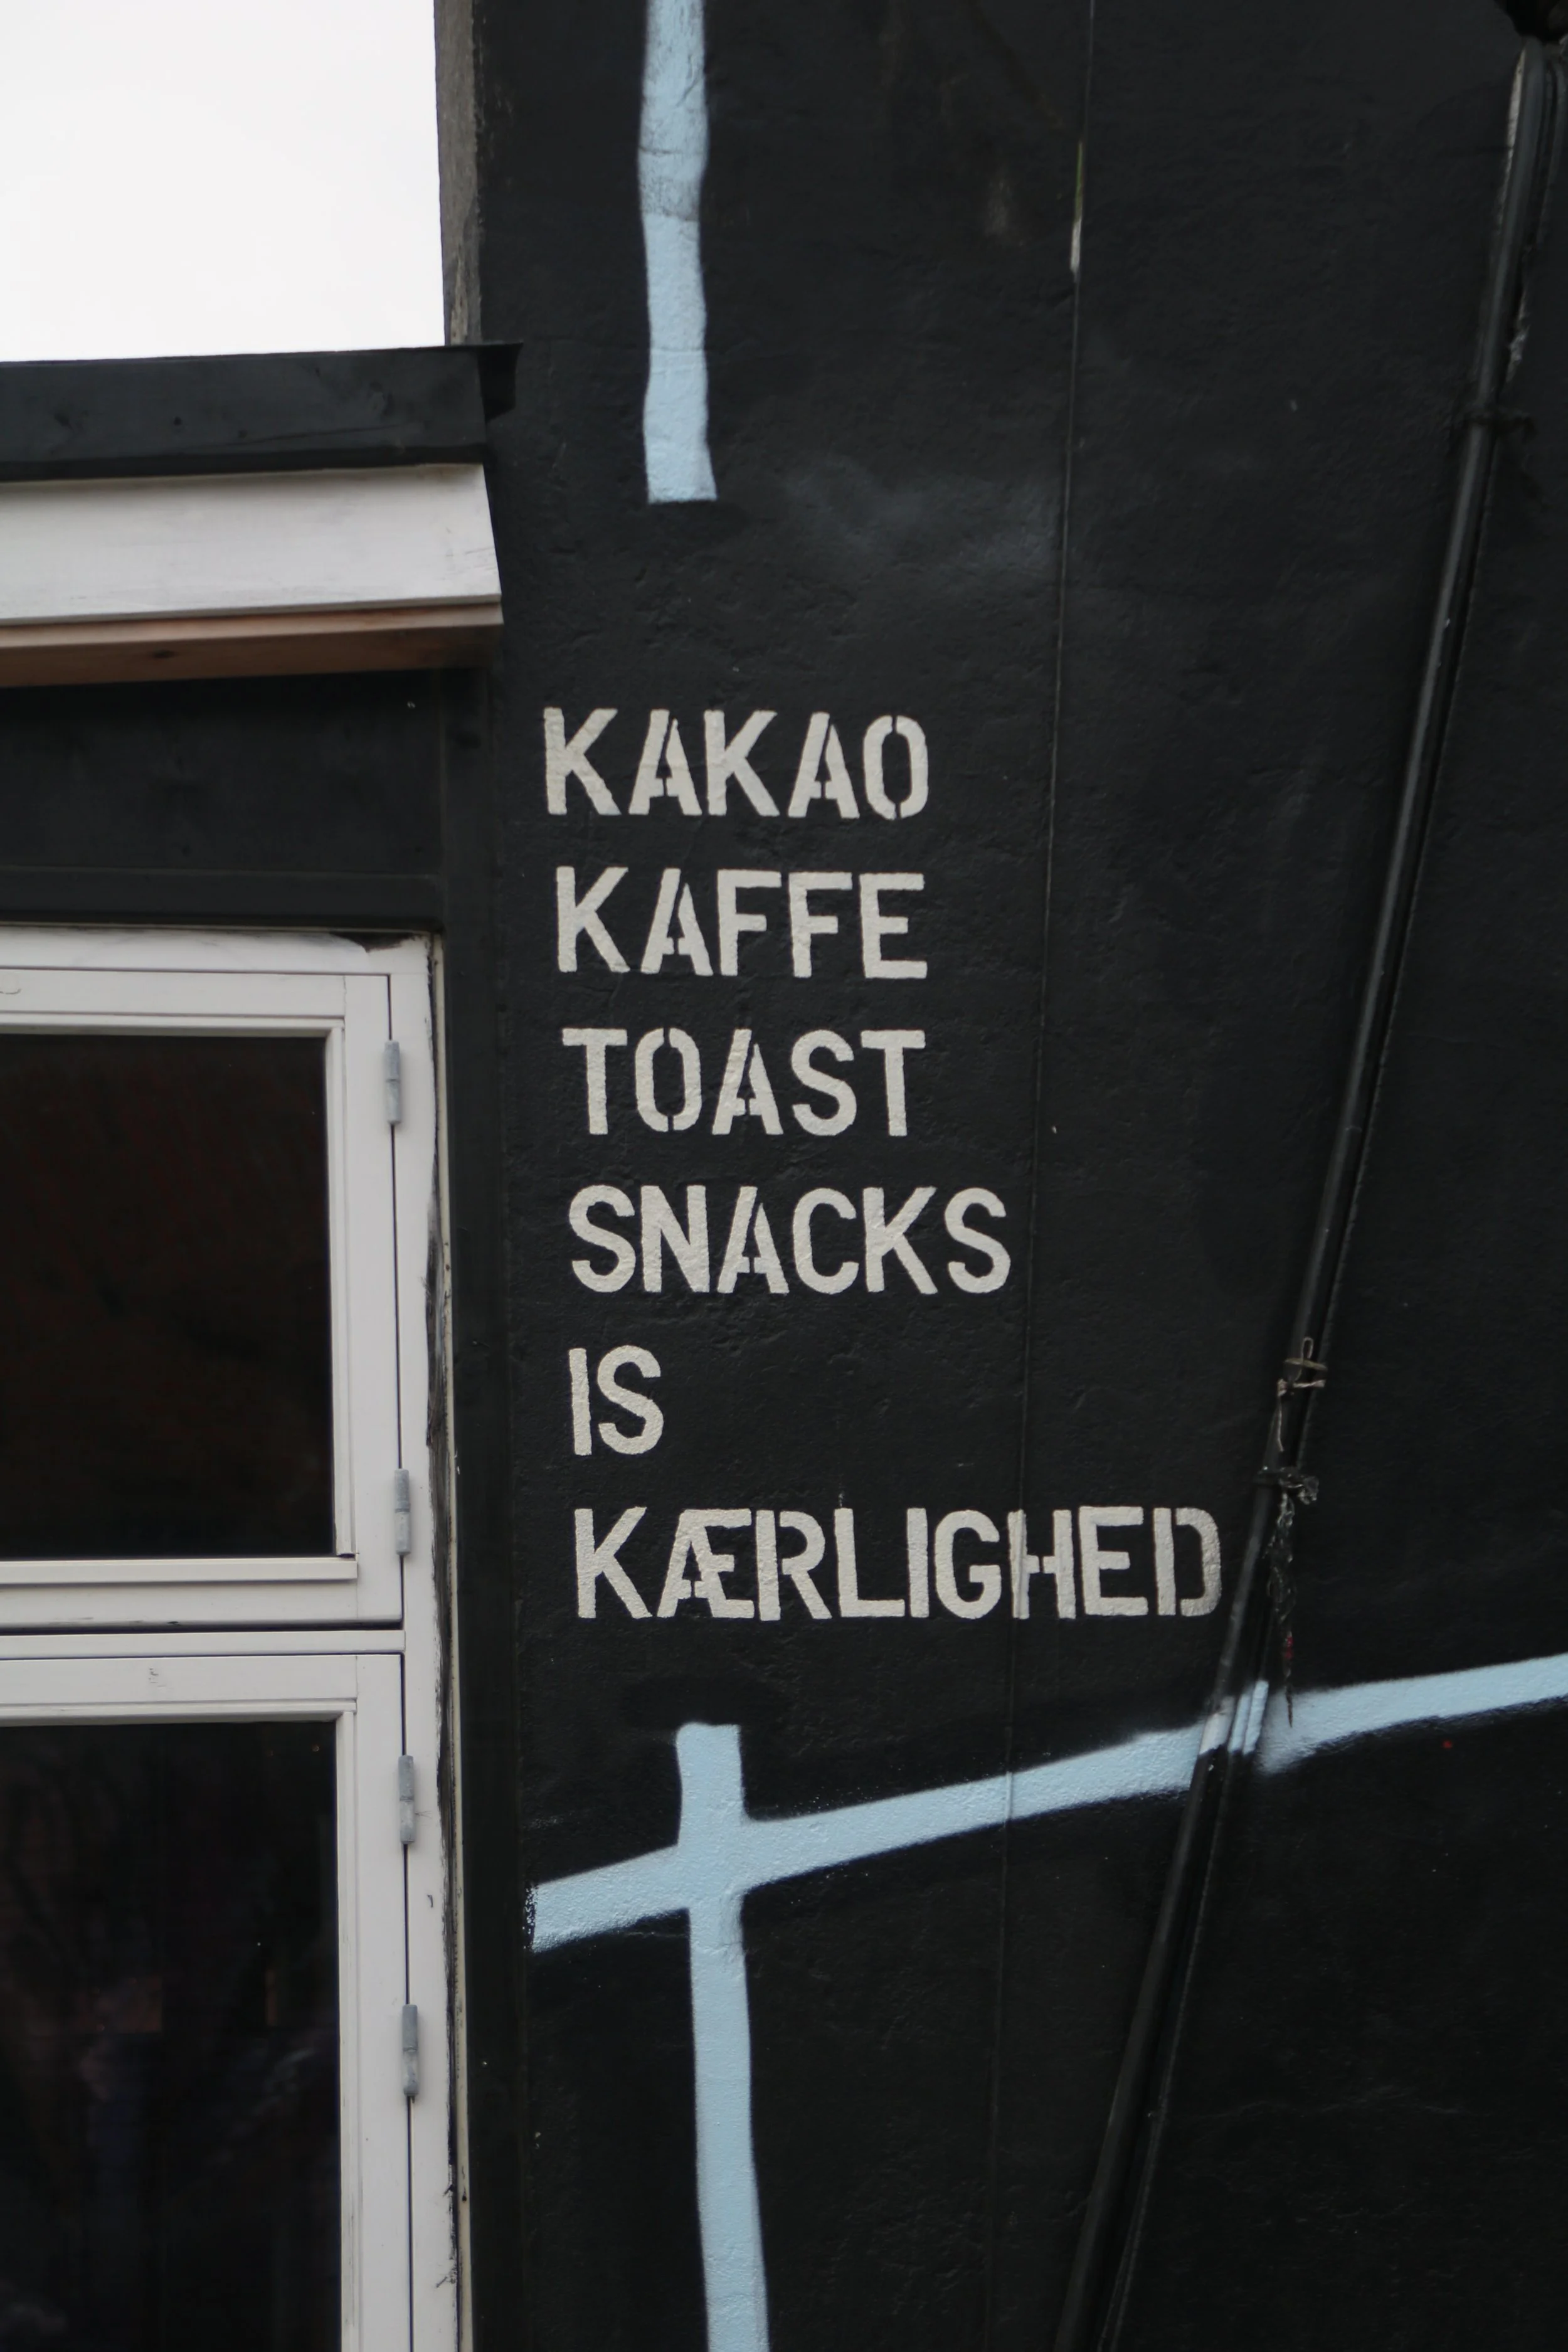 KAKAO
KAFFE
TOAST
SNACKS
IS
KÆRLIGHED